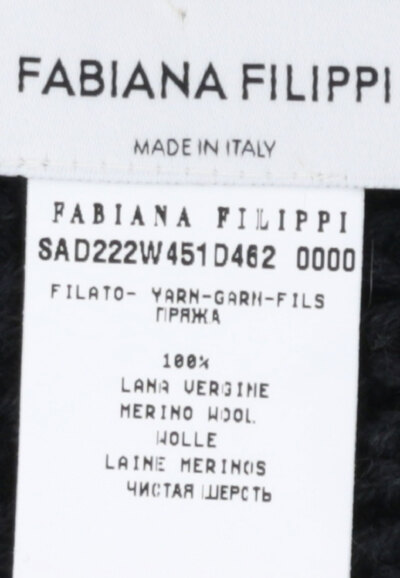 FABIANA FILIPPI
MADE IN ITALY
FABIANA FILIPPI
SAD222W451D462 0000
FILATO- YARN-GARN-FILS
ПРЯЖА
100%
LANA VERGINE
MERINO WOOL
WOLLE
LAINE MERINOS
ЧИСТАЯ ШЕРСТЬ